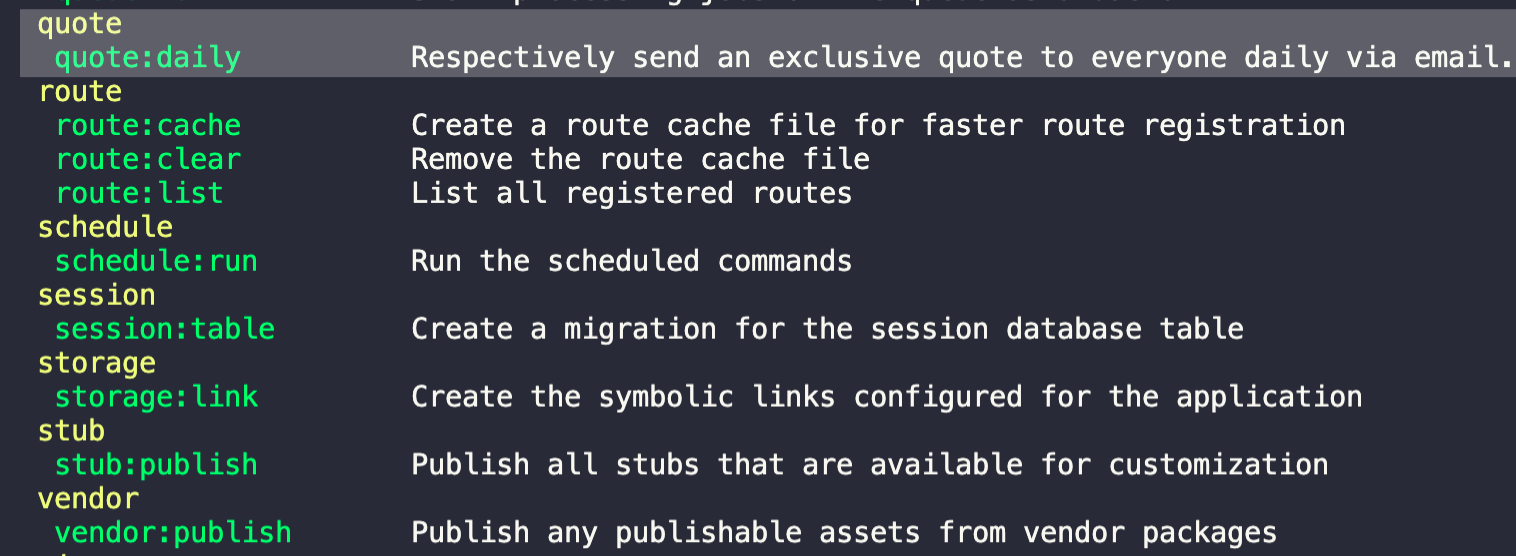 quote
quote:daily Respectively send an exclusive quote to everyone daily via email.
route
route:cache Create a route cache file for faster route registration
route:clear Remove the route cache file
route:list List all registered routes
schedule
schedule:run Run the scheduled commands
session
session:table Create a migration for the session database table
storage
storage:link Create the symbolic links configured for the application
stub
stub:publish Publish all stubs that are available for customization
vendor
vendor:publish Publish any publishable assets from vendor packages